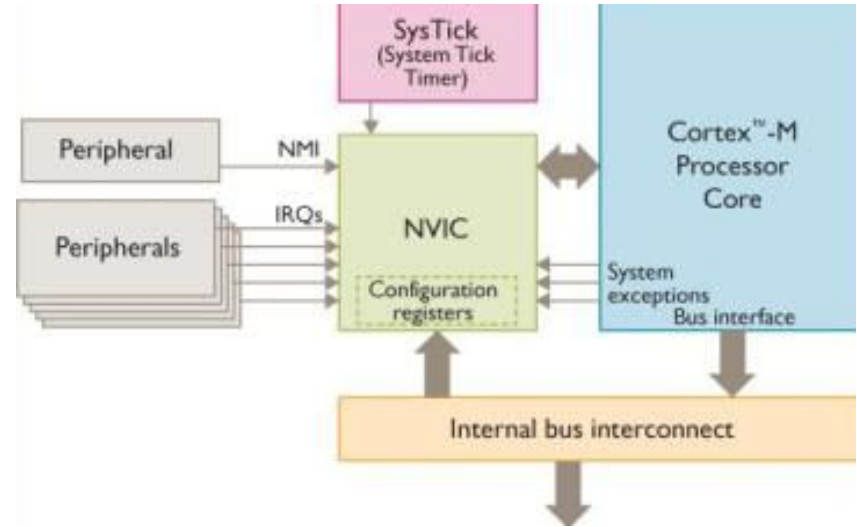 SysTick
(System Tick
Timer)
Peripheral
NMI
Cortex™-M
Processor
Core
IRQs
Peripherals
NVIC
Configuration
registers
System
exceptions
Bus interface
Internal bus interconnect